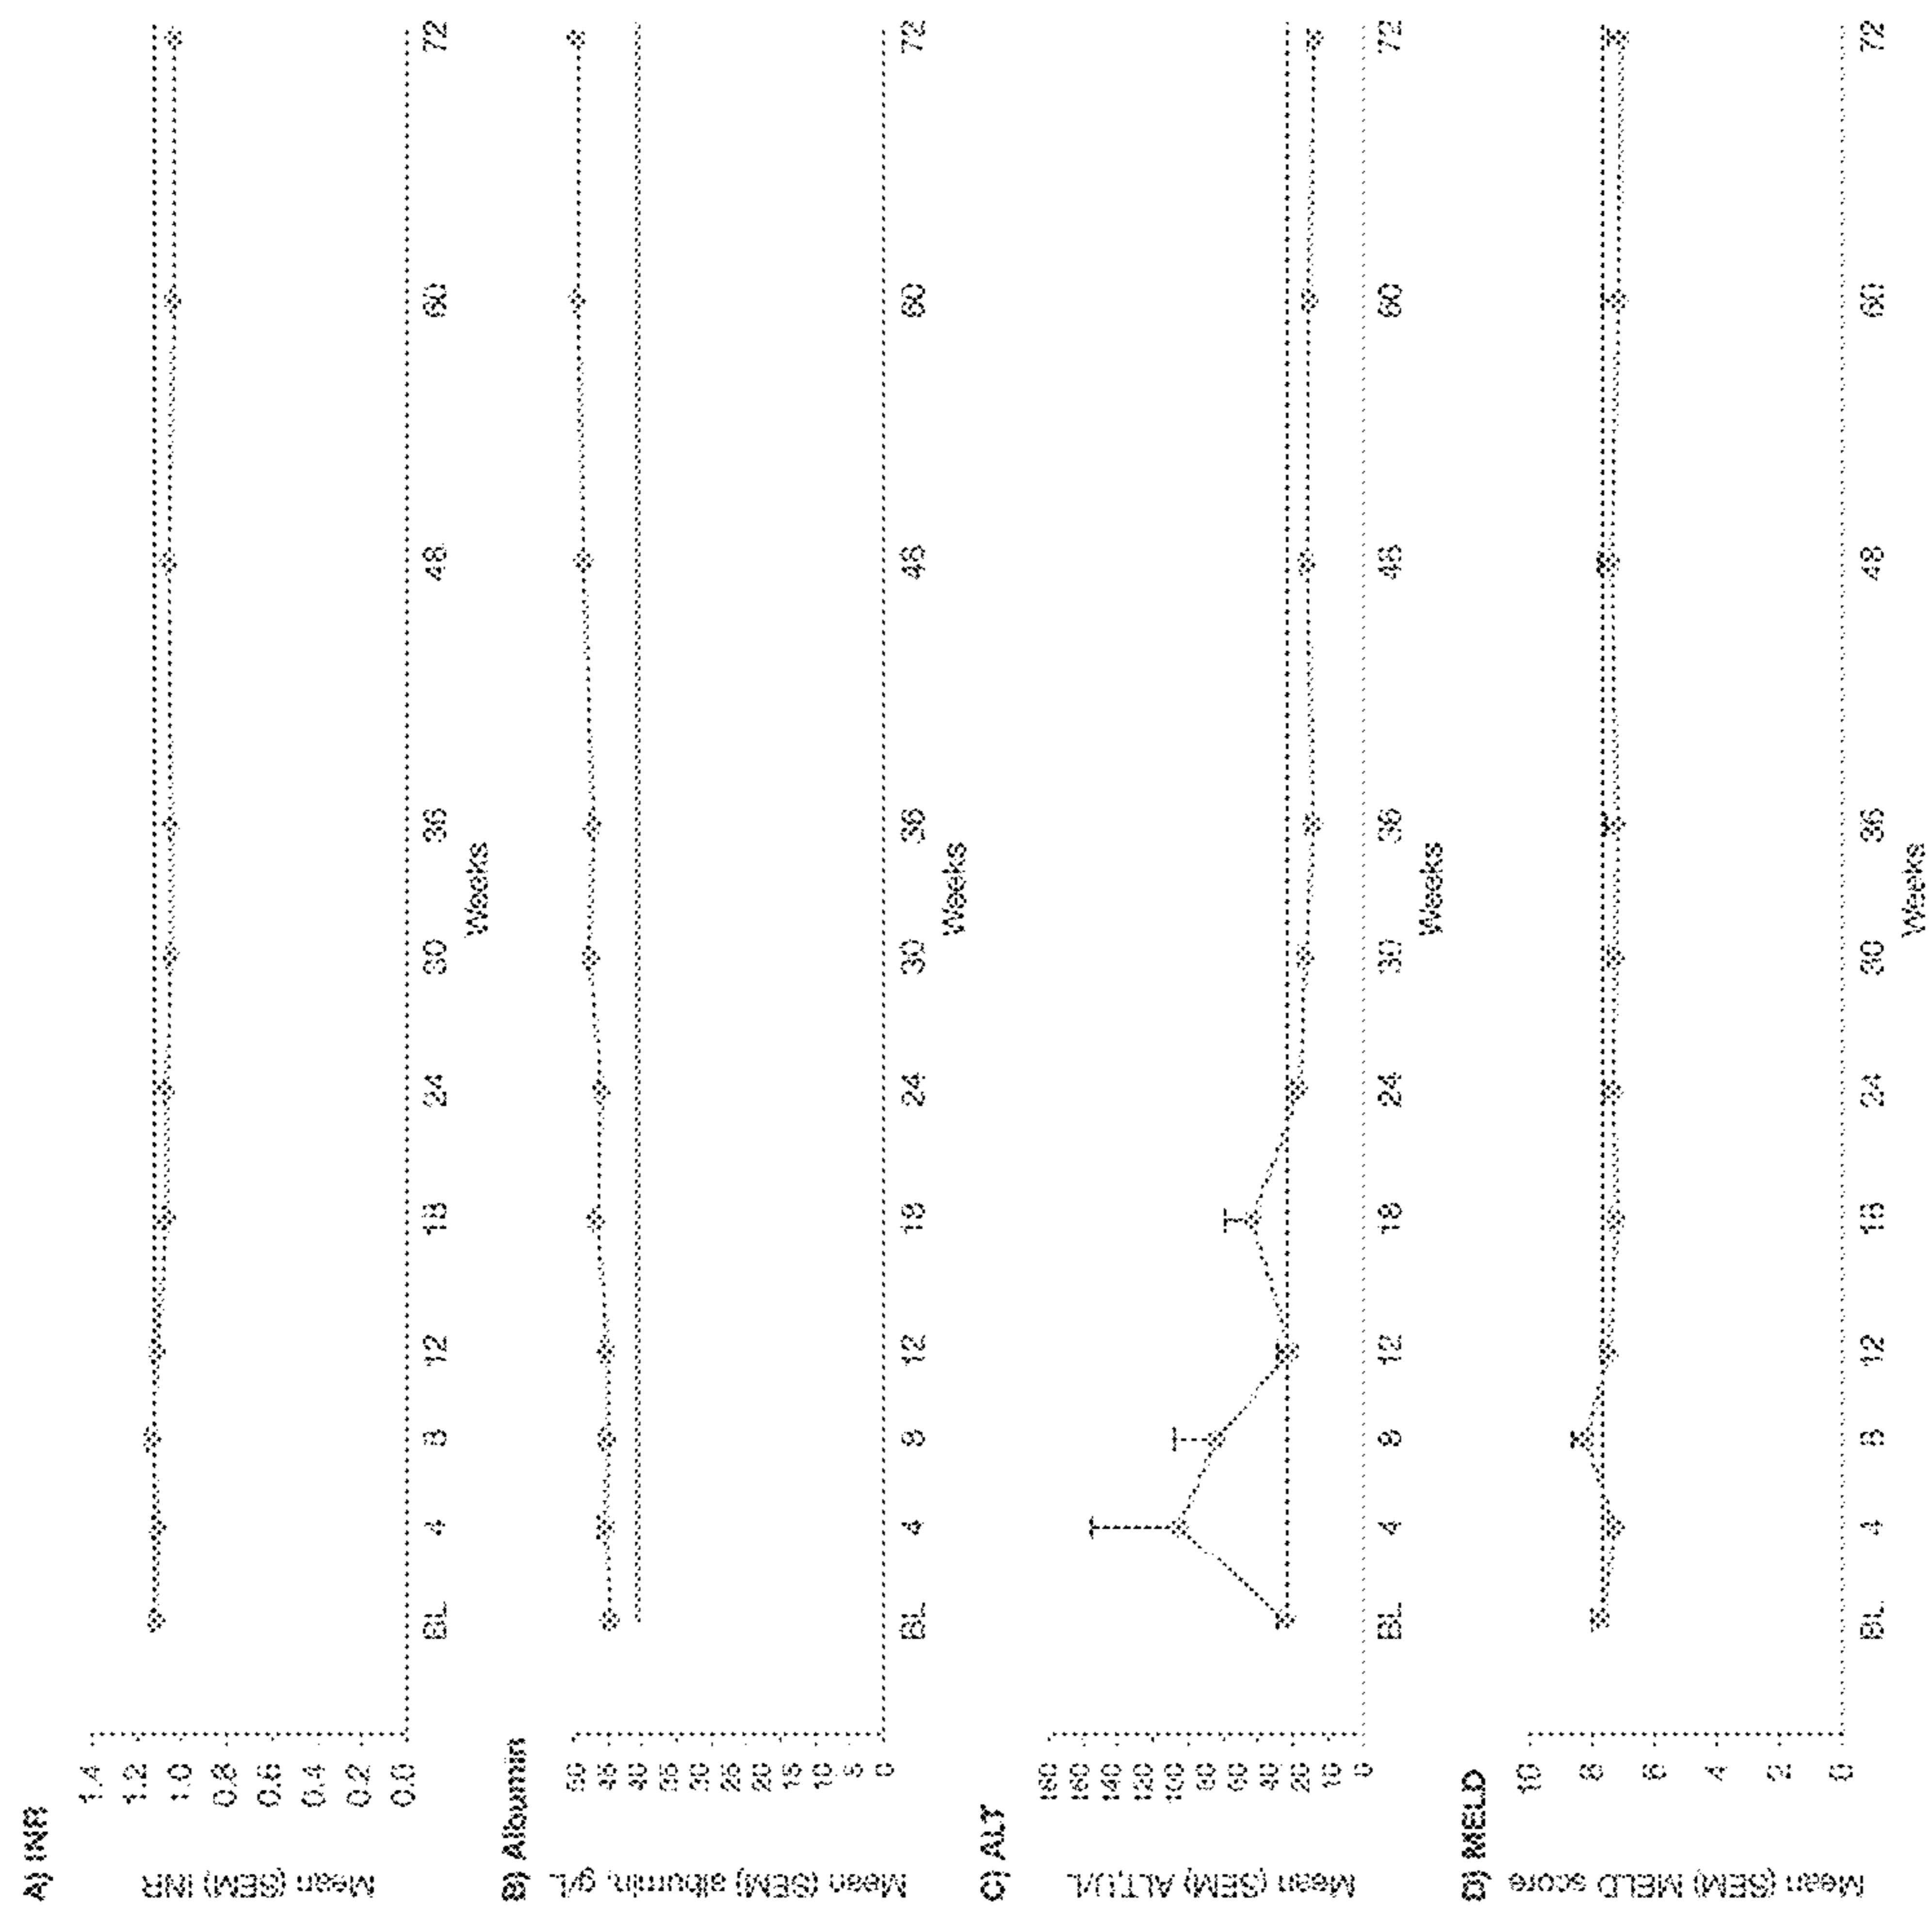 A) INR
Mean (SEM) INR
1.4
1.2
1.0
0.8
0.6
0.4
0.2
0.0
BL 4 8 12 18 24 30 36 48 60 72
Weeks
B) Albumin
Mean (SEM) albumin, g/L
50
45
40
35
30
25
20
15
10
5
0
BL 4 8 12 18 24 30 36 48 60 72
Weeks
C) ALT
Mean (SEM) ALT,U/L
180
160
140
120
100
80
60
40
20
10
0
BL 4 8 12 18 24 30 36 48 60 72
Weeks
D) MELD
Mean (SEM) MELD score
10
8
6
4
2
0
BL 4 8 12 18 24 30 36 48 60 72
Weeks